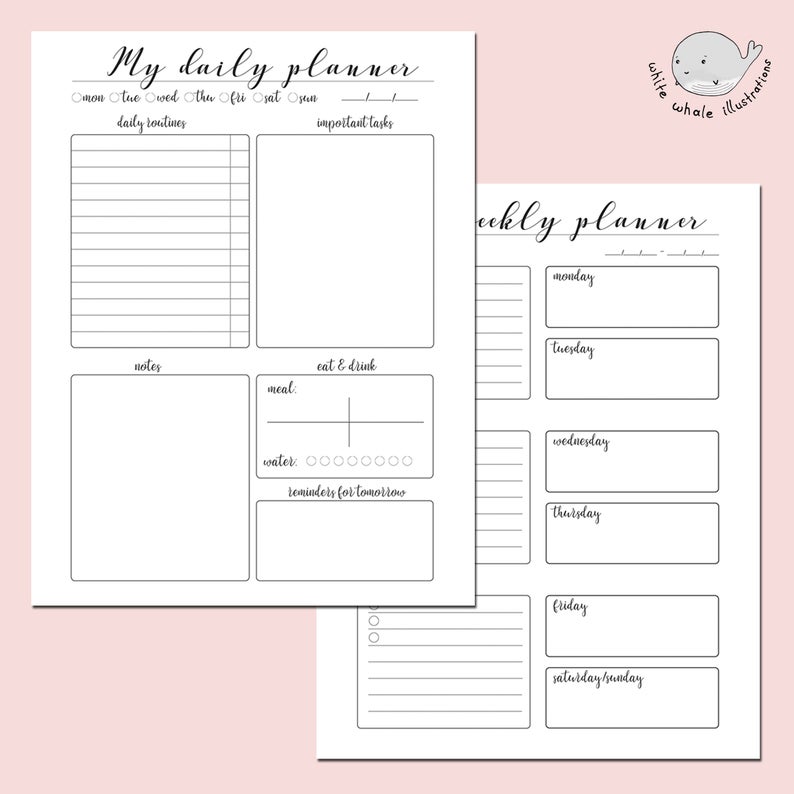 My daily planner
mon tue wed thu fri sat sun __/__/__
daily routines
important tasks
notes
eat & drink
meal:
water:
reminders for tomorrow
white whale illustrations
planner
__/__/__ - __/__/__
monday
tuesday
wednesday
thursday
friday
saturday/sunday